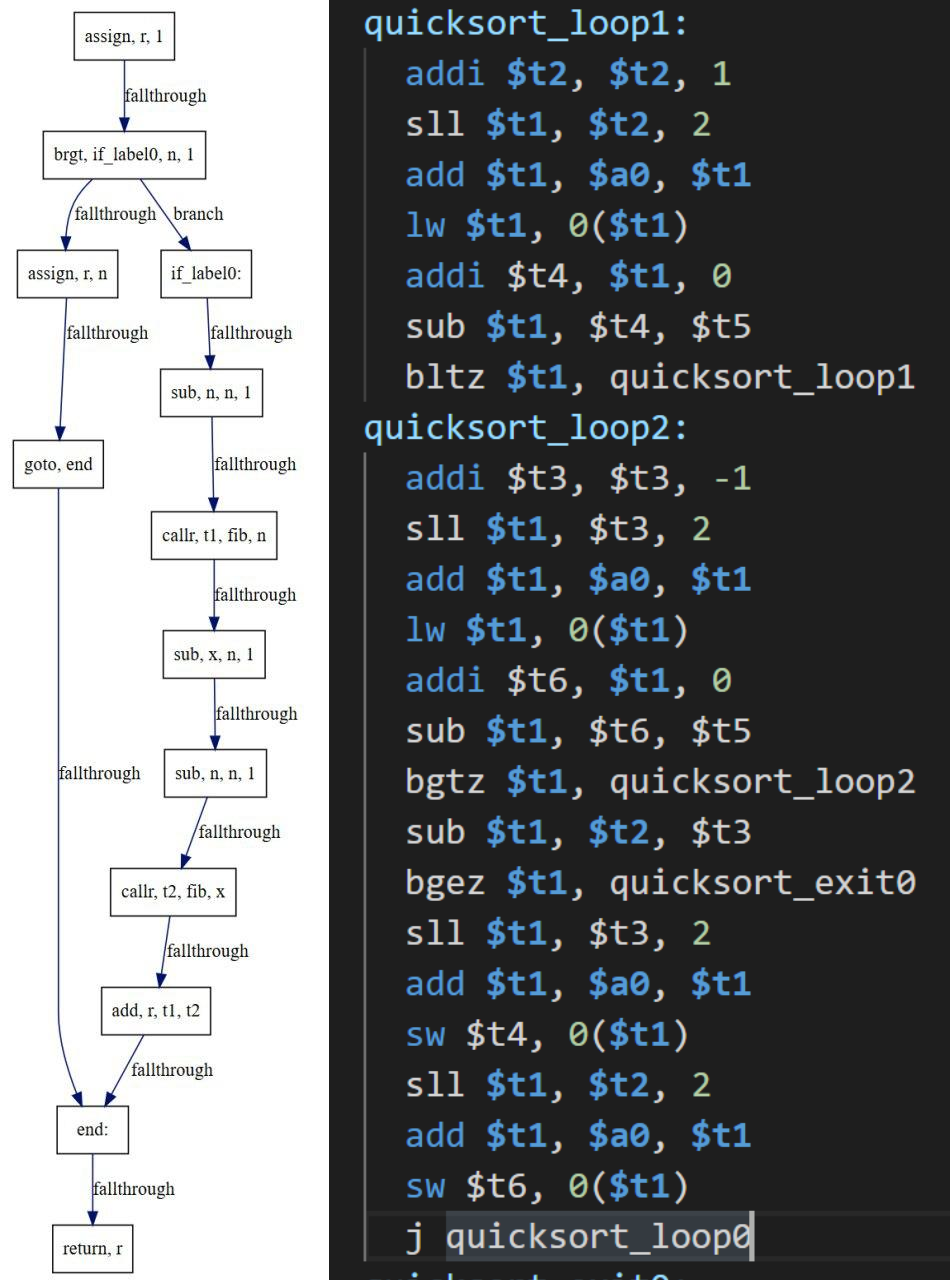 assign, r, 1
fallthrough
brgt, if_label0, n, 1
fallthrough
branch
assign, r, n
if_label0:
fallthrough
fallthrough
sub, n, n, 1
goto, end
fallthrough
callr, t1, fib, n
fallthrough
sub, x, n, 1
fallthrough
fallthrough
sub, n, n, 1
fallthrough
callr, t2, fib, x
fallthrough
add, r, t1, t2
fallthrough
end:
fallthrough
return, r
quicksort_loop1:
addi $t2, $t2, 1
sll $t1, $t2, 2
add $t1, $a0, $t1
lw $t1, 0($t1)
addi $t4, $t1, 0
sub $t1, $t4, $t5
bltz $t1, quicksort_loop1
quicksort_loop2:
addi $t3, $t3, -1
sll $t1, $t3, 2
add $t1, $a0, $t1
lw $t1, 0($t1)
addi $t6, $t1, 0
sub $t1, $t6, $t5
bgtz $t1, quicksort_loop2
sub $t1, $t2, $t3
bgez $t1, quicksort_exit0
sll $t1, $t3, 2
add $t1, $a0, $t1
sw $t4, 0($t1)
sll $t1, $t2, 2
add $t1, $a0, $t1
sw $t6, 0($t1)
j quicksort_loop0